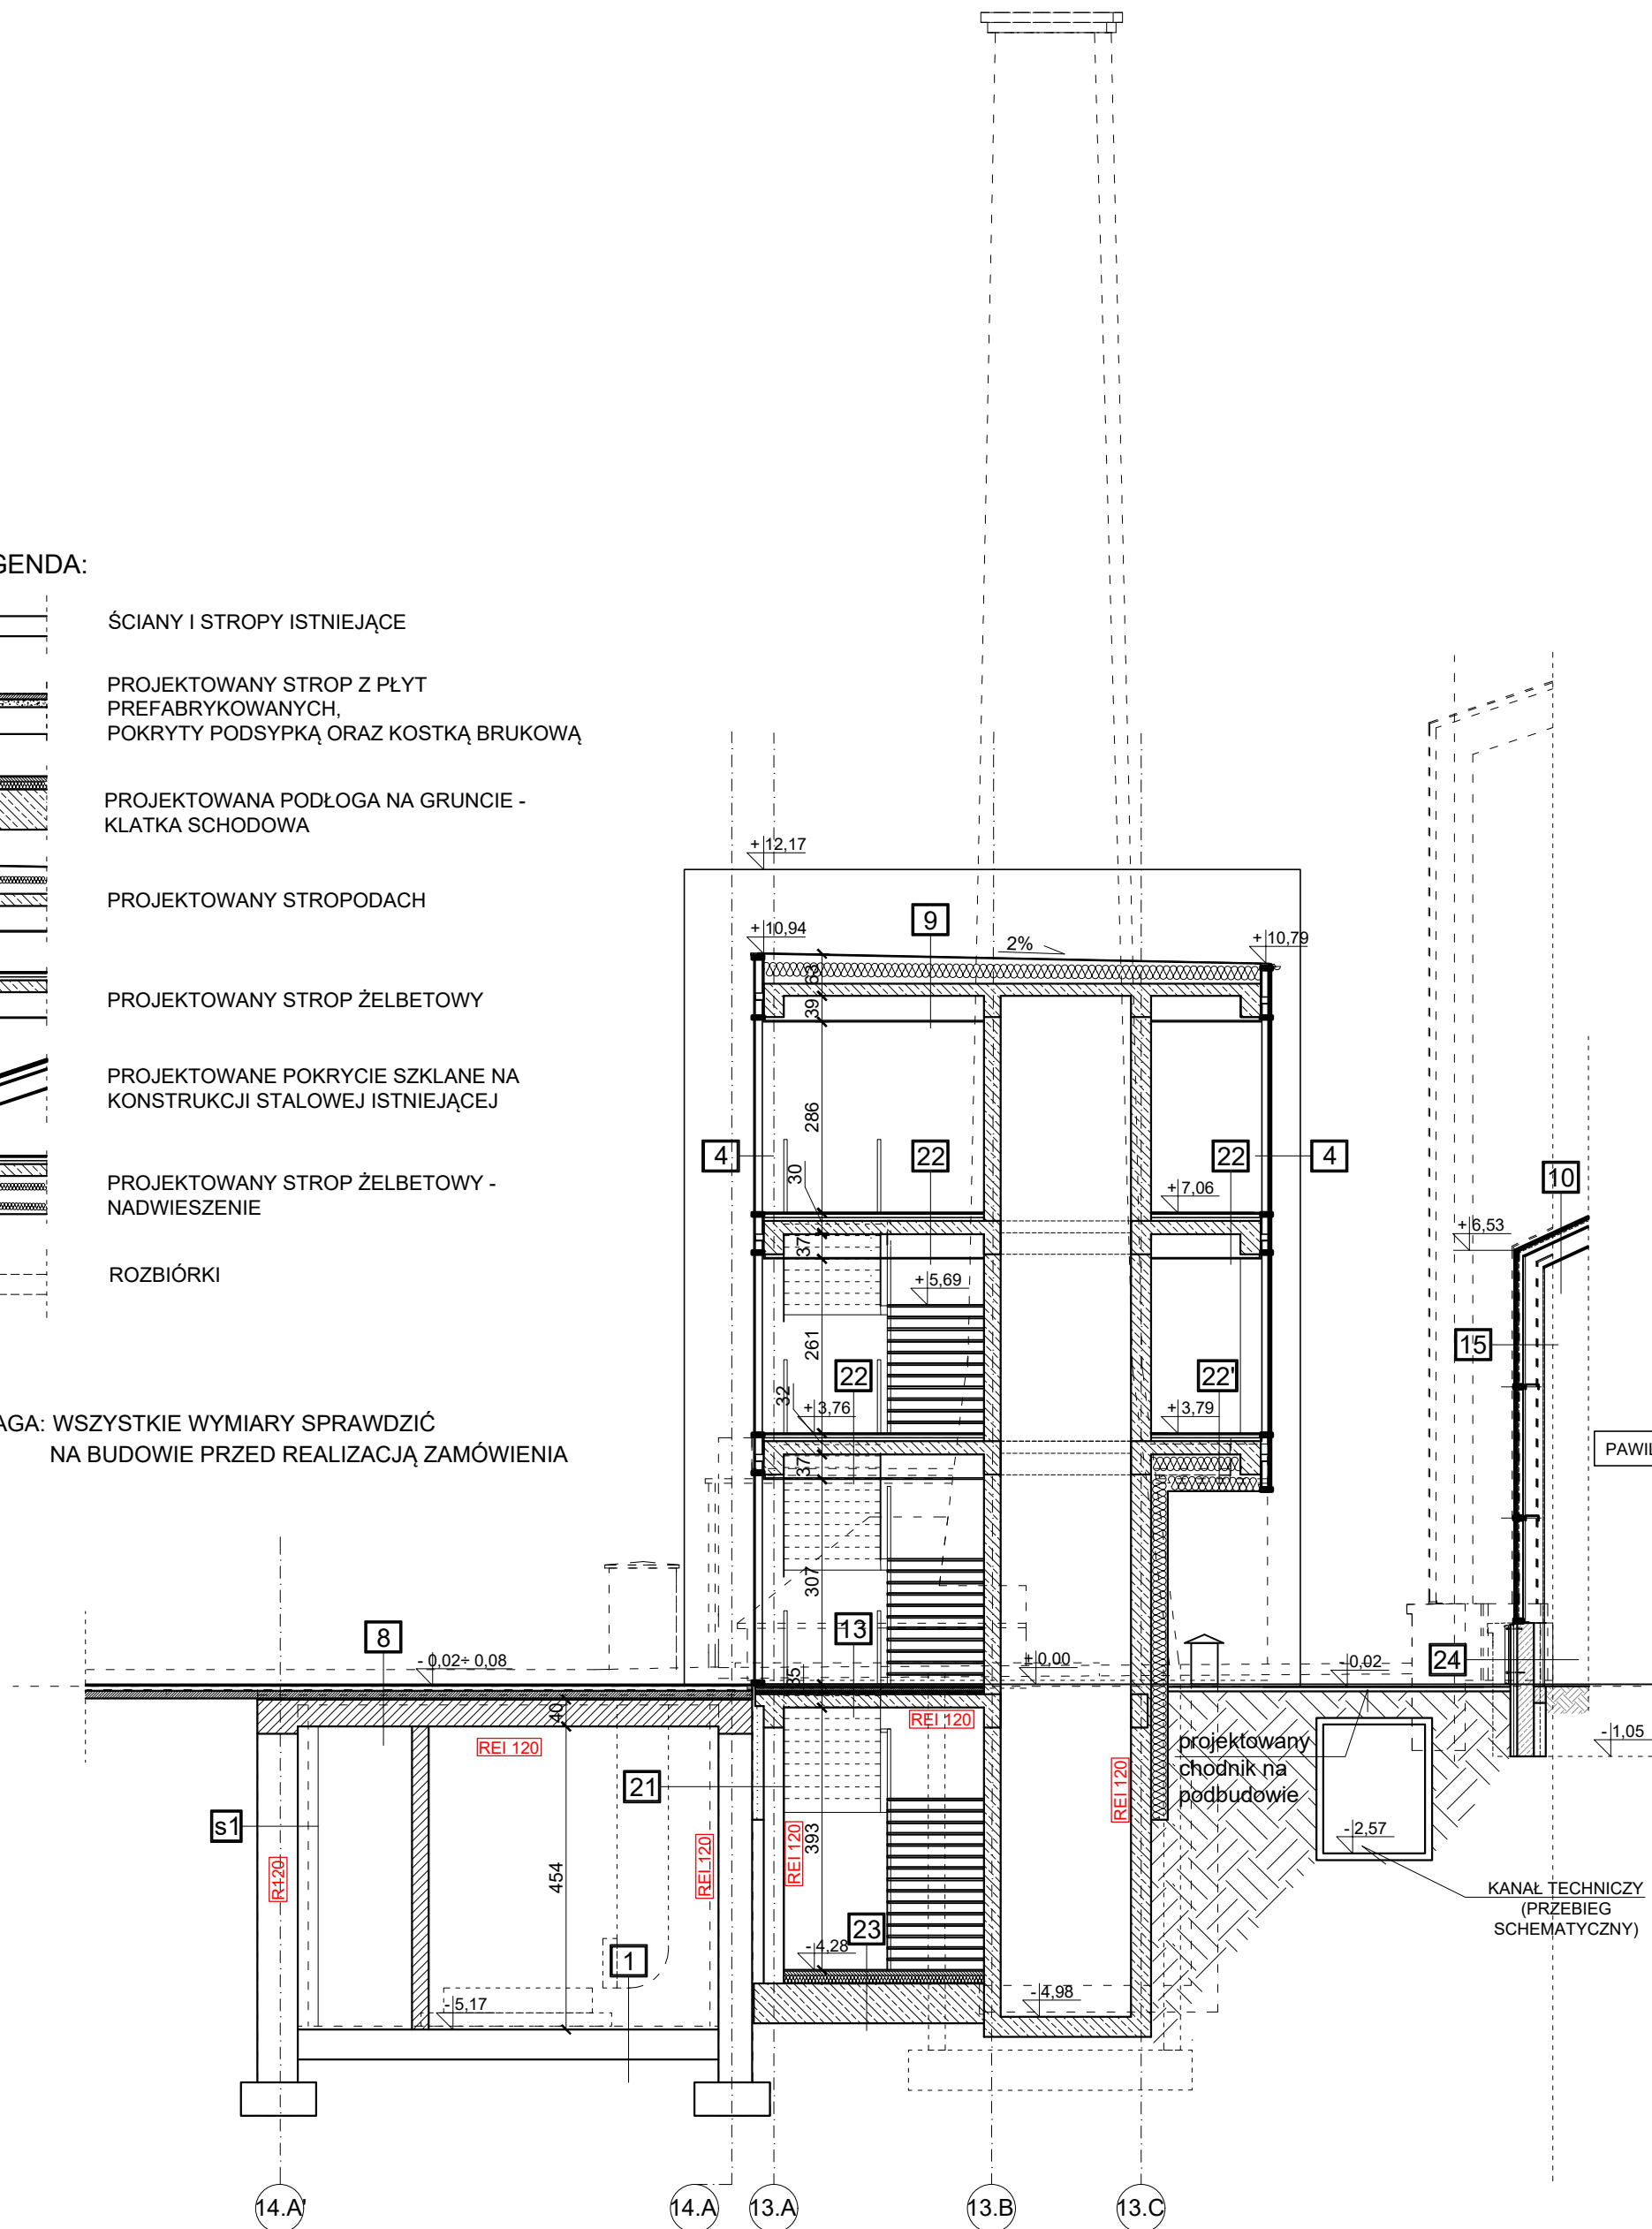 GENDA:
ŚCIANY I STROPY ISTNIEJĄCE
PROJEKTOWANY STROP Z PŁYT
PREFABRYKOWANYCH,
POKRYTY PODSYPKĄ ORAZ KOSTKĄ BRUKOWĄ
PROJEKTOWANA PODŁOGA NA GRUNCIE -
KLATKA SCHODOWA
PROJEKTOWANY STROPODACH
PROJEKTOWANY STROP ŻELBETOWY
PROJEKTOWANE POKRYCIE SZKLANE NA
KONSTRUKCJI STALOWEJ ISTNIEJĄCEJ
PROJEKTOWANY STROP ŻELBETOWY -
NADWIESZENIE
ROZBIÓRKI
AGA: WSZYSTKIE WYMIARY SPRAWDZIĆ
NA BUDOWIE PRZED REALIZACJĄ ZAMÓWIENIA
+ 12,17
+ 10,94
9
2%
+ 10,79
63
39
286
4
22
22
4
10
30
+ 7,06
+ 6,53
37
+ 5,69
261
15
22
22'
32
+ 3,76
+ 3,79
37
PAWIL
307
8
13
- 0,02÷ 0,08
± 0,00
- 0,02
24
35
40
REI 120
REI 120
- 1,05
projektowany
chodnik na
podbudowie
21
REI 120
s1
- 2,57
393
REI 120
REI 120
R120
454
KANAŁ TECHNICZY
(PRZEBIEG
SCHEMATYCZNY)
23
- 4,28
1
- 4,98
- 5,17
14.A'
14.A
13.A
13.B
13.C